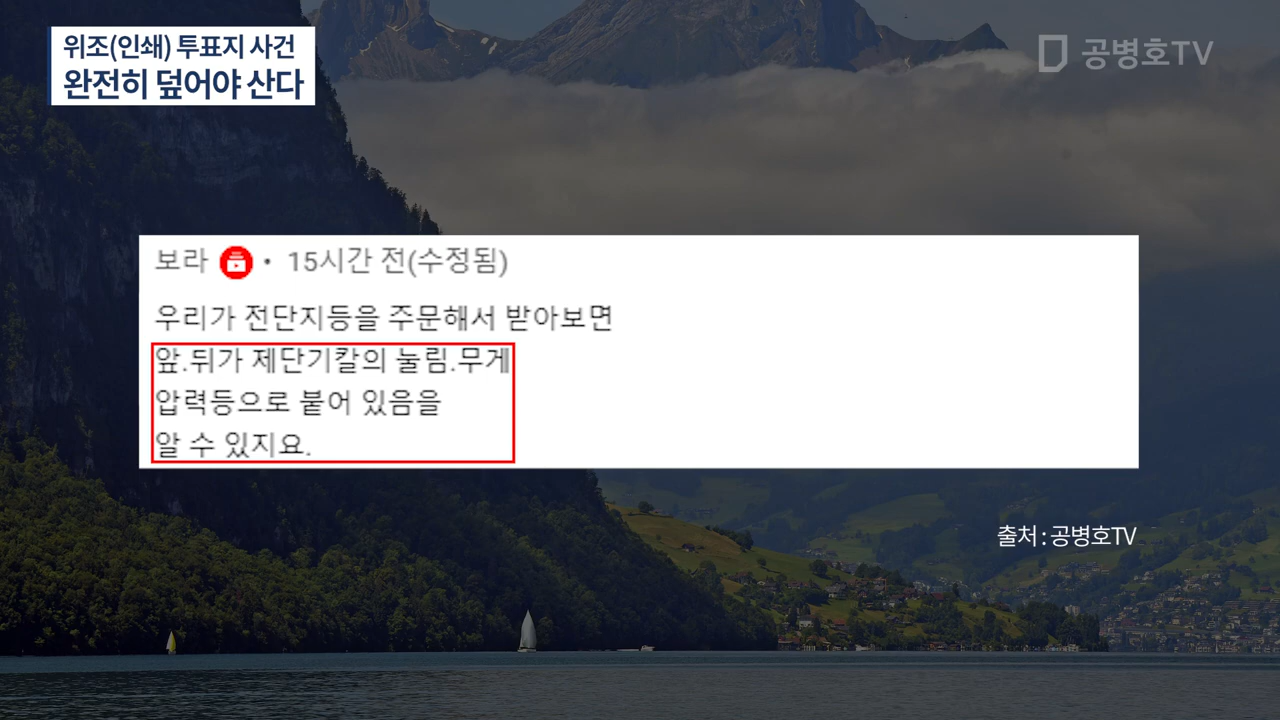 위조(인쇄) 투표지 사건
완전히 덮어야 산다
공병호TV
보라 • 15시간 전(수정됨)
우리가 전단지등을 주문해서 받아보면
앞.뒤가 제단기칼의 눌림.무게
압력등으로 붙어 있음을
알 수 있지요.
출처 : 공병호TV